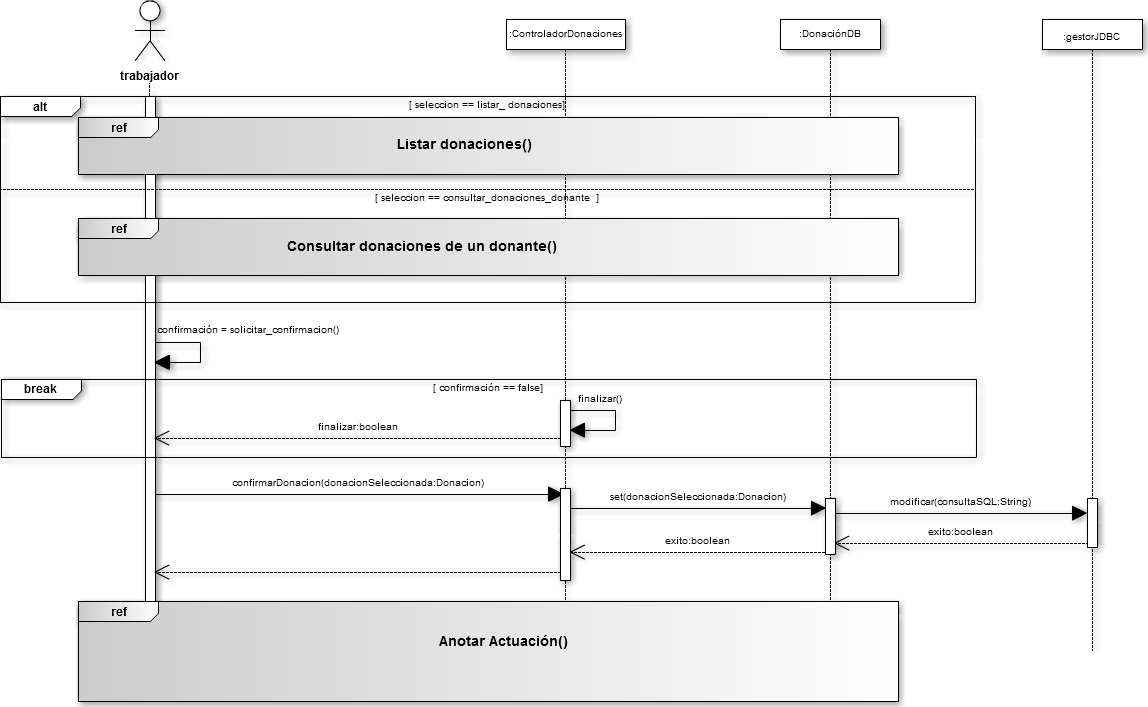 :ControladorDonaciones
:DonaciónDB
:gestorJDBC
trabajador
alt
[ seleccion == listar_ donaciones]
ref
Listar donaciones()
[ seleccion == consultar_donaciones_donante ]
ref
Consultar donaciones de un donante()
confirmación = solicitar_confirmacion()
break
[ confirmación == false]
finalizar()
finalizar:boolean
confirmarDonacion(donacionSeleccionada:Donacion)
set(donacionSeleccionada:Donacion)
modificar(consultaSQL:String)
exito:boolean
exito:boolean
ref
Anotar Actuación()